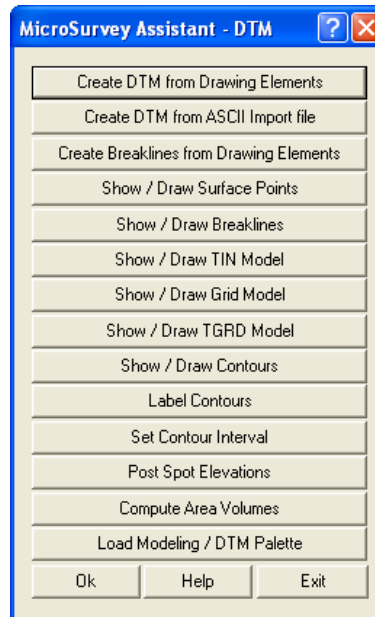 MicroSurvey Assistant - DTM
Create DTM from Drawing Elements
Create DTM from ASCII Import file
Create Breaklines from Drawing Elements
Show / Draw Surface Points
Show / Draw Breaklines
Show / Draw TIN Model
Show / Draw Grid Model
Show / Draw TGRD Model
Show / Draw Contours
Label Contours
Set Contour Interval
Post Spot Elevations
Compute Area Volumes
Load Modeling / DTM Palette
Ok Help Exit